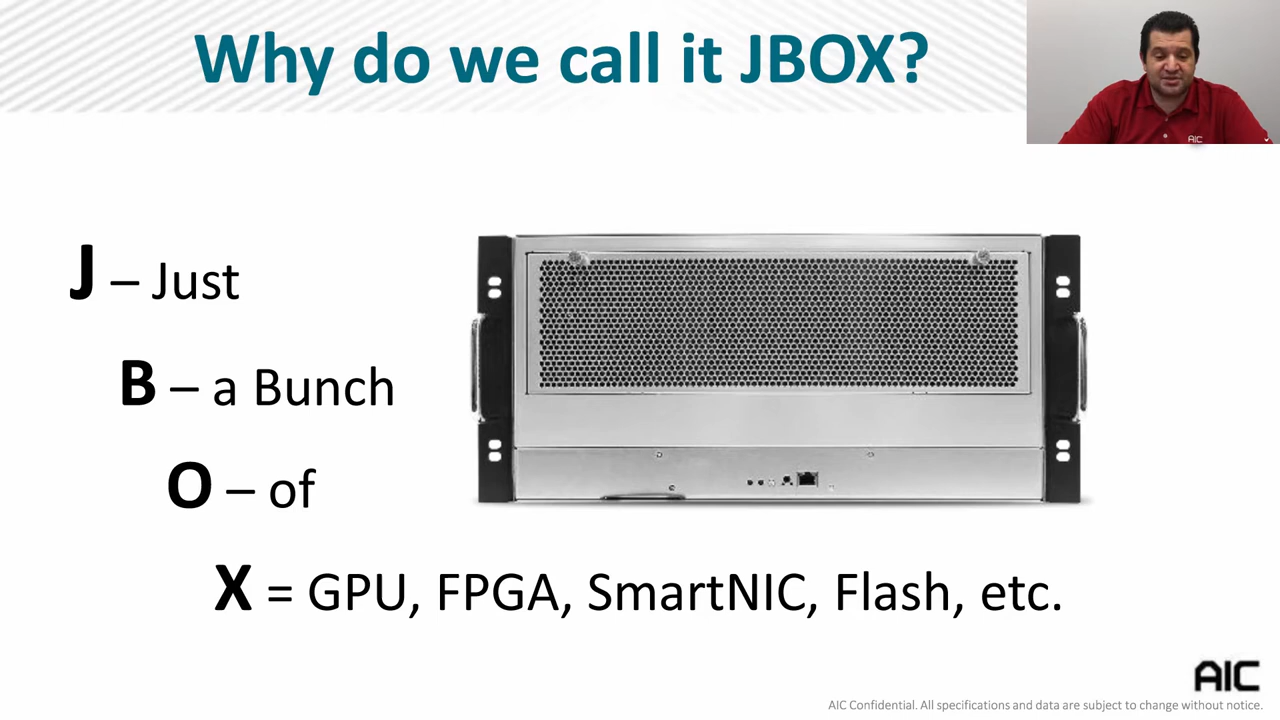 Why do we call it JBOX?
AIC
J – Just
B – a Bunch
O – of
X = GPU, FPGA, SmartNIC, Flash, etc.
AIC
AIC Confidential. All specifications and data are subject to change without notice.